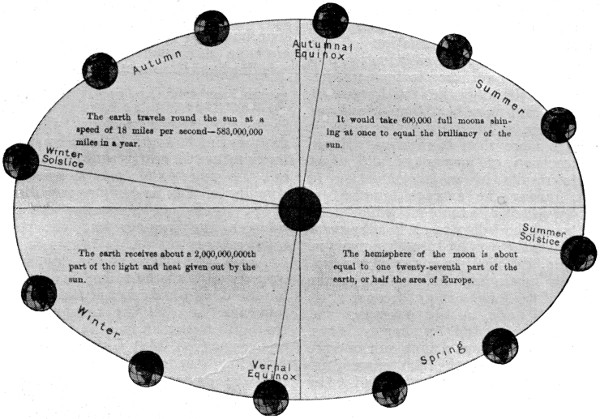 Autumnal
Equinox
Autumn
Summer
The earth travels round the sun at a
speed of 18 miles per second—583,000,000
miles in a year.
It would take 600,000 full moons shin-
ing at once to equal the brilliancy of the
sun.
Winter
Solstice
Summer
Solstice
The earth receives about a 2,000,000,000th
part of the light and heat given out by the
sun.
The hemisphere of the moon is about
equal to one twenty-seventh part of the
earth, or half the area of Europe.
Winter
Spring
Vernal
Equinox